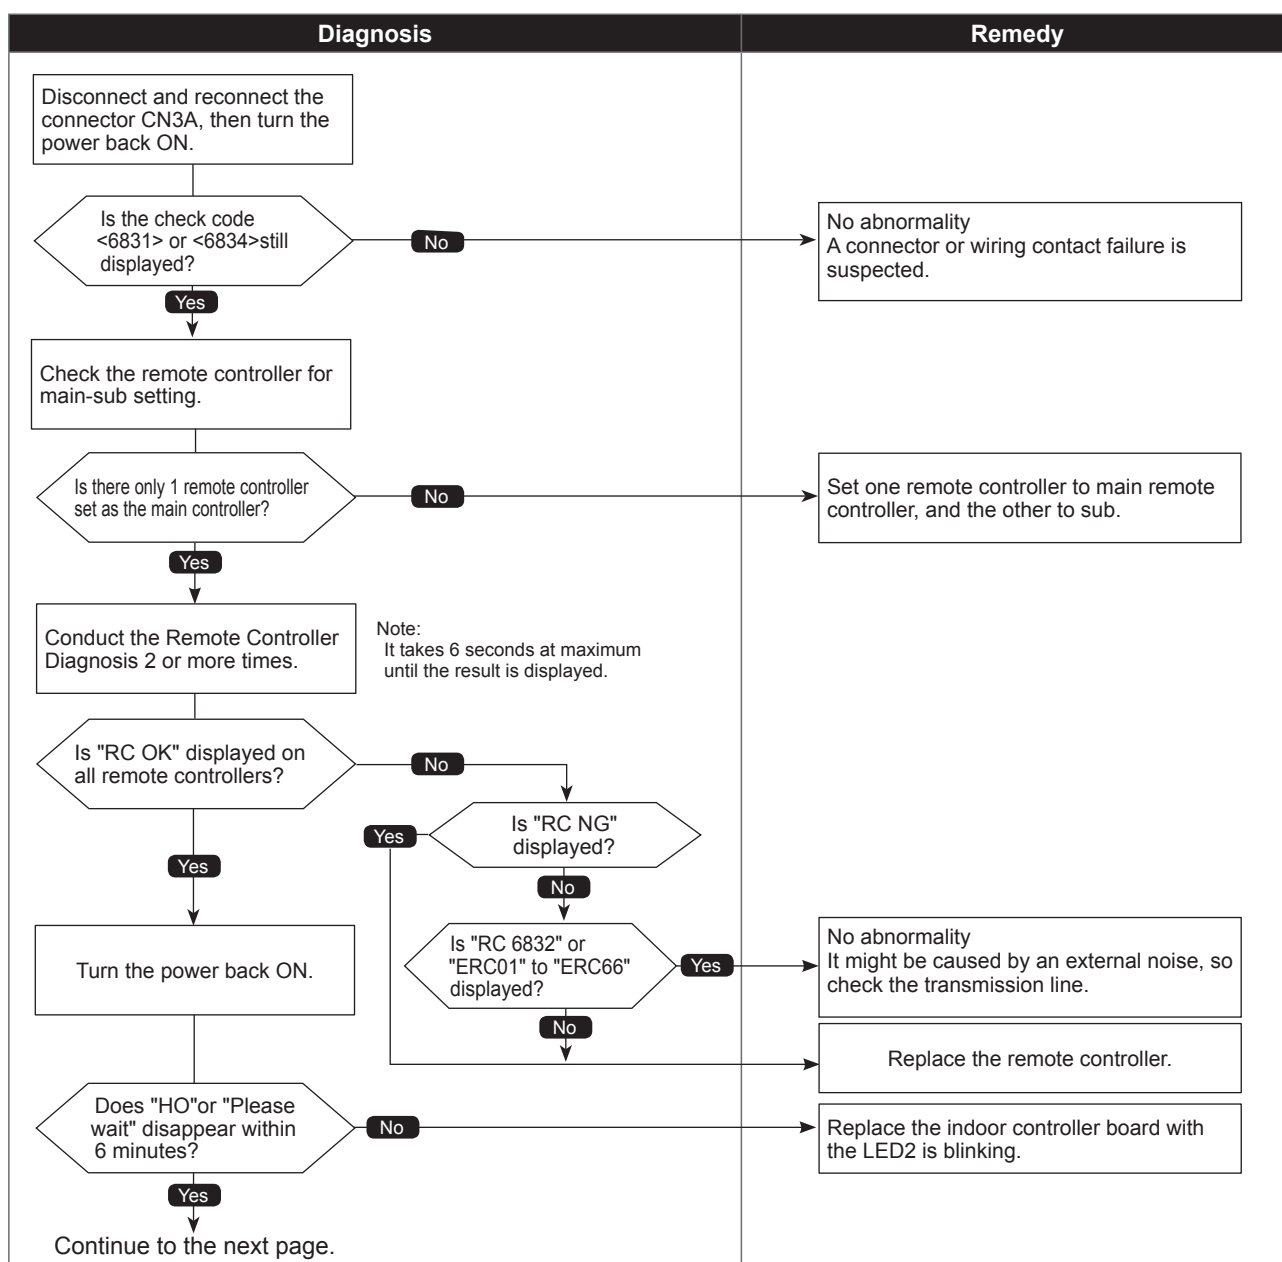 Diagnosis
Remedy
Disconnect and reconnect the
connector CN3A, then turn the
power back ON.
Is the check code
<6831> or <6834>still
displayed?
No
No abnormality
A connector or wiring contact failure is
suspected.
Yes
Check the remote controller for
main-sub setting.
Is there only 1 remote controller
set as the main controller?
No
Set one remote controller to main remote
controller, and the other to sub.
Yes
Conduct the Remote Controller
Diagnosis 2 or more times.
Note:
It takes 6 seconds at maximum
until the result is displayed.
Is "RC OK" displayed on
all remote controllers?
No
Is "RC NG"
displayed?
Yes
No
Yes
Is "RC 6832" or
"ERC01" to "ERC66"
displayed?
Yes
No abnormality
It might be caused by an external noise, so
check the transmission line.
No
Turn the power back ON.
Replace the remote controller.
Does "HO"or "Please
wait" disappear within
6 minutes?
No
Replace the indoor controller board with
the LED2 is blinking.
Yes
Continue to the next page.